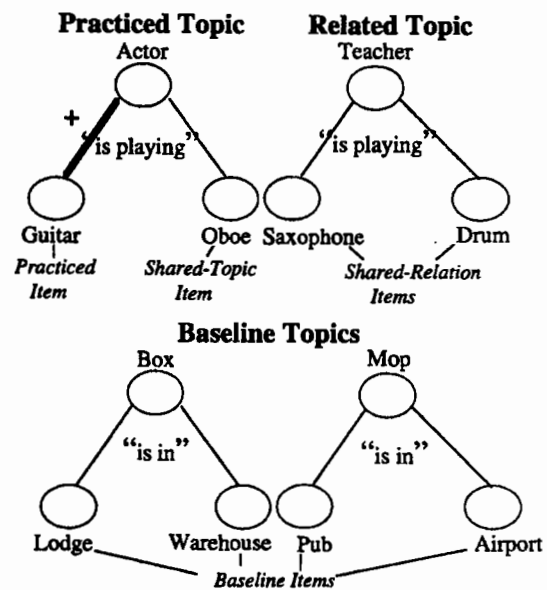 Practiced Topic Related Topic
Actor Teacher
+
"is playing" "is playing"
Guitar Oboe Saxophone Drum
Practiced Item Shared-Topic Item Shared-Relation Items
Baseline Topics
Box Mop
"is in" "is in"
Lodge Warehouse Pub Airport
Baseline Items